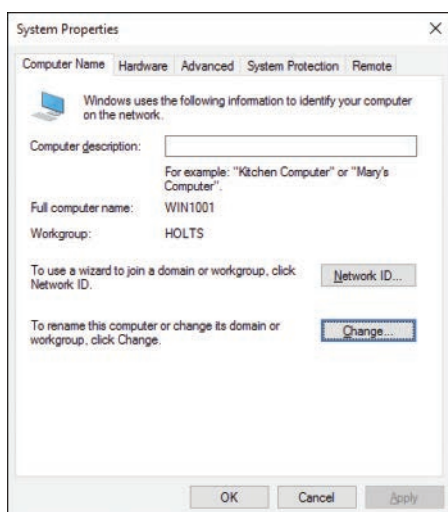 System Properties
Computer Name Hardware Advanced System Protection Remote
Windows uses the following information to identify your computer
on the network.
Computer description:
For example: "Kitchen Computer" or "Mary's
Computer".
Full computer name: WIN1001
Workgroup: HOLTS
To use a wizard to join a domain or workgroup, click
Network ID.
Network ID...
To rename this computer or change its domain or
workgroup, click Change.
Change...
OK Cancel Apply